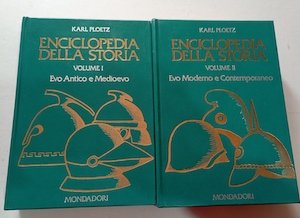 KARL PLOETZ
ENCICLOPEDIA
DELLA STORIA
VOLUME I
Evo Antico e Medioevo
MONDADORI
KARL PLOETZ
ENCICLOPEDIA
DELLA STORIA
VOLUME II
Evo Moderno e Contemporaneo
MONDADORI